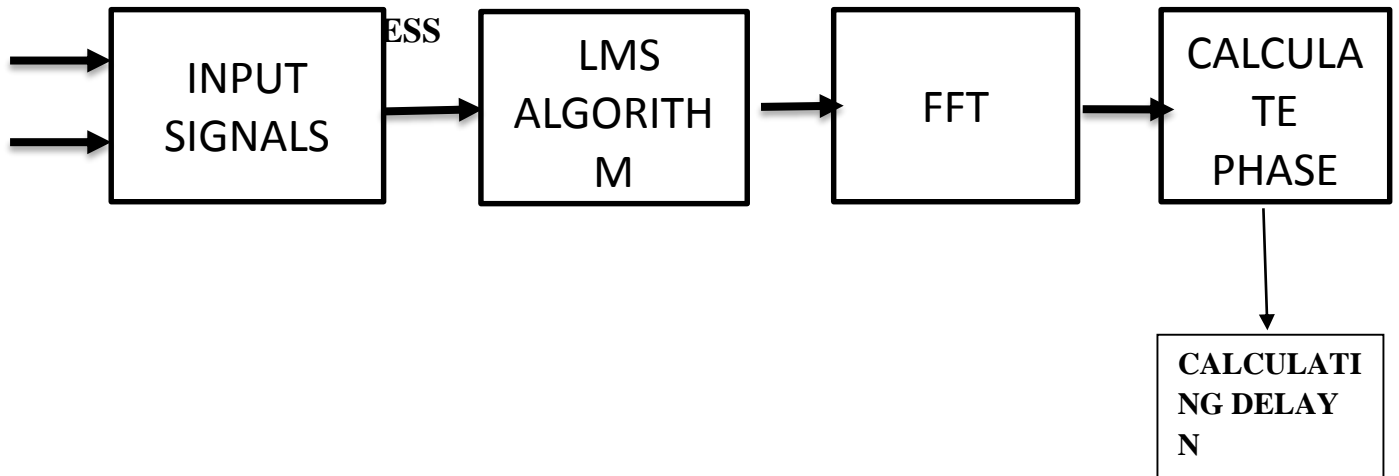 ESS
INPUT
SIGNALS
LMS
ALGORITH
M
FFT
CALCULA
TE
PHASE
CALCULATI
NG DELAY
N